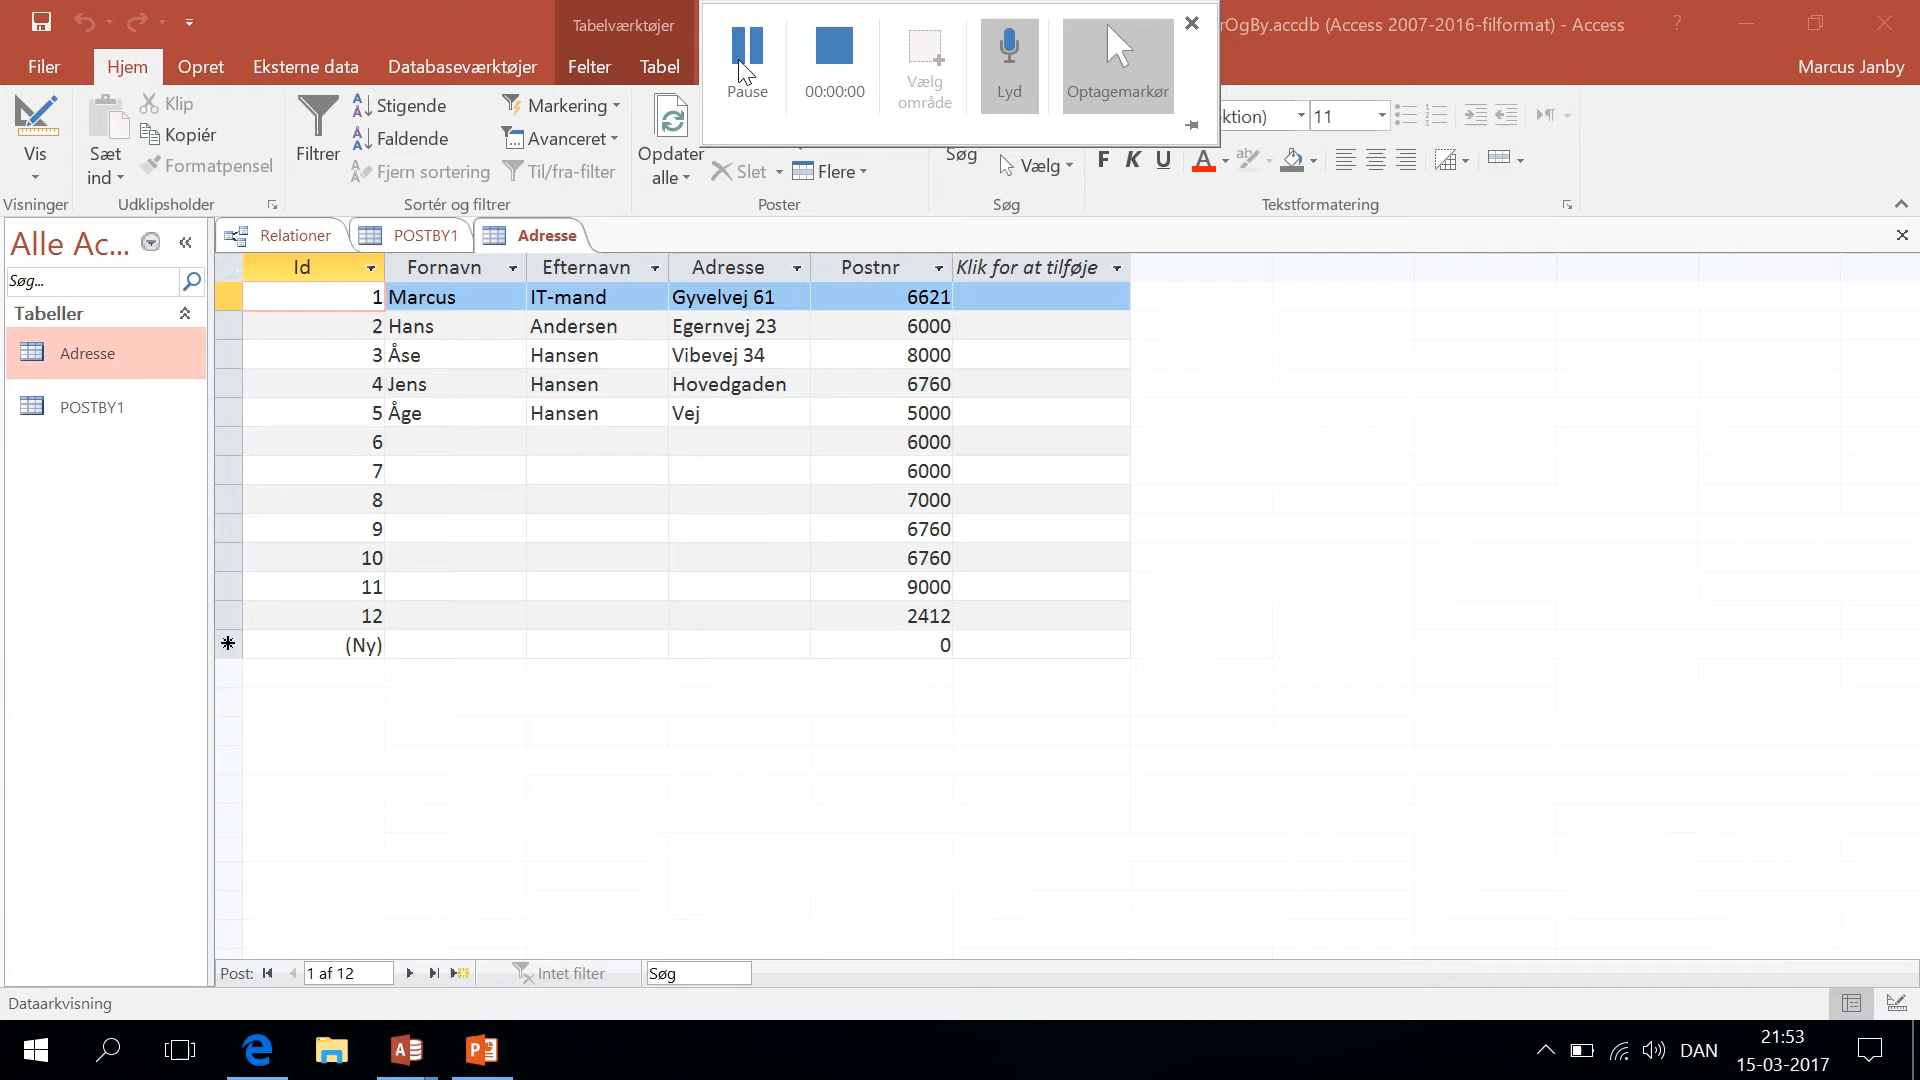 Tabelværktøjer
rOgBy.accdb (Access 2007-2016-filformat) - Access
?
Filer
Hjem
Opret
Eksterne data
Databaseværktøjer
Felter
Tabel
Marcus Janby
Pause
00:00:00
Vælg
område
Lyd
Optagemarkør
Vis
Sæt
ind
Klip
Kopiér
Formatpensel
Filtrer
Stigende
Faldende
Fjern sortering
Markering
Avanceret
Til/fra-filter
Opdater
alle
Slet
Flere
Søg
Vælg
ktion)
11
F K U A
Visninger
Udklipsholder
Sortér og filtrer
Poster
Søg
Tekstformatering
Alle Ac...
Søg...
Tabeller
Adresse
POSTBY1
Relationer
POSTBY1
Adresse
Id Fornavn Efternavn Adresse Postnr Klik for at tilføje
1 Marcus IT-mand Gyvelvej 61 6621
2 Hans Andersen Egernvej 23 6000
3 Åse Hansen Vibevej 34 8000
4 Jens Hansen Hovedgaden 6760
5 Åge Hansen Vej 5000
6 6000
7 6000
8 7000
9 6760
10 6760
11 9000
12 2412
(Ny) 0
Post: 1 af 12 Intet filter Søg
Dataarkvisning
DAN
21:53
15-03-2017